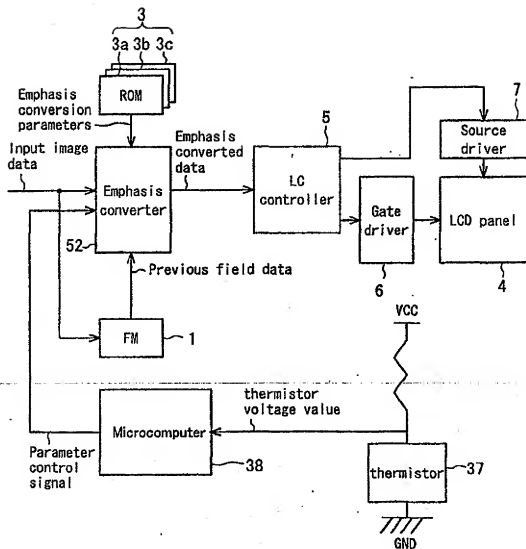 3
3a 3b 3c
ROM
Emphasis
conversion
parameters
Input image
data
Emphasis
converter
52
Emphasis
converted
data
5
LC
controller
7
Source
driver
Gate
driver
6
LCD panel
4
Previous field data
FM
1
VCC
thermistor
voltage value
Microcomputer
38
Parameter
control
signal
thermistor
37
GND